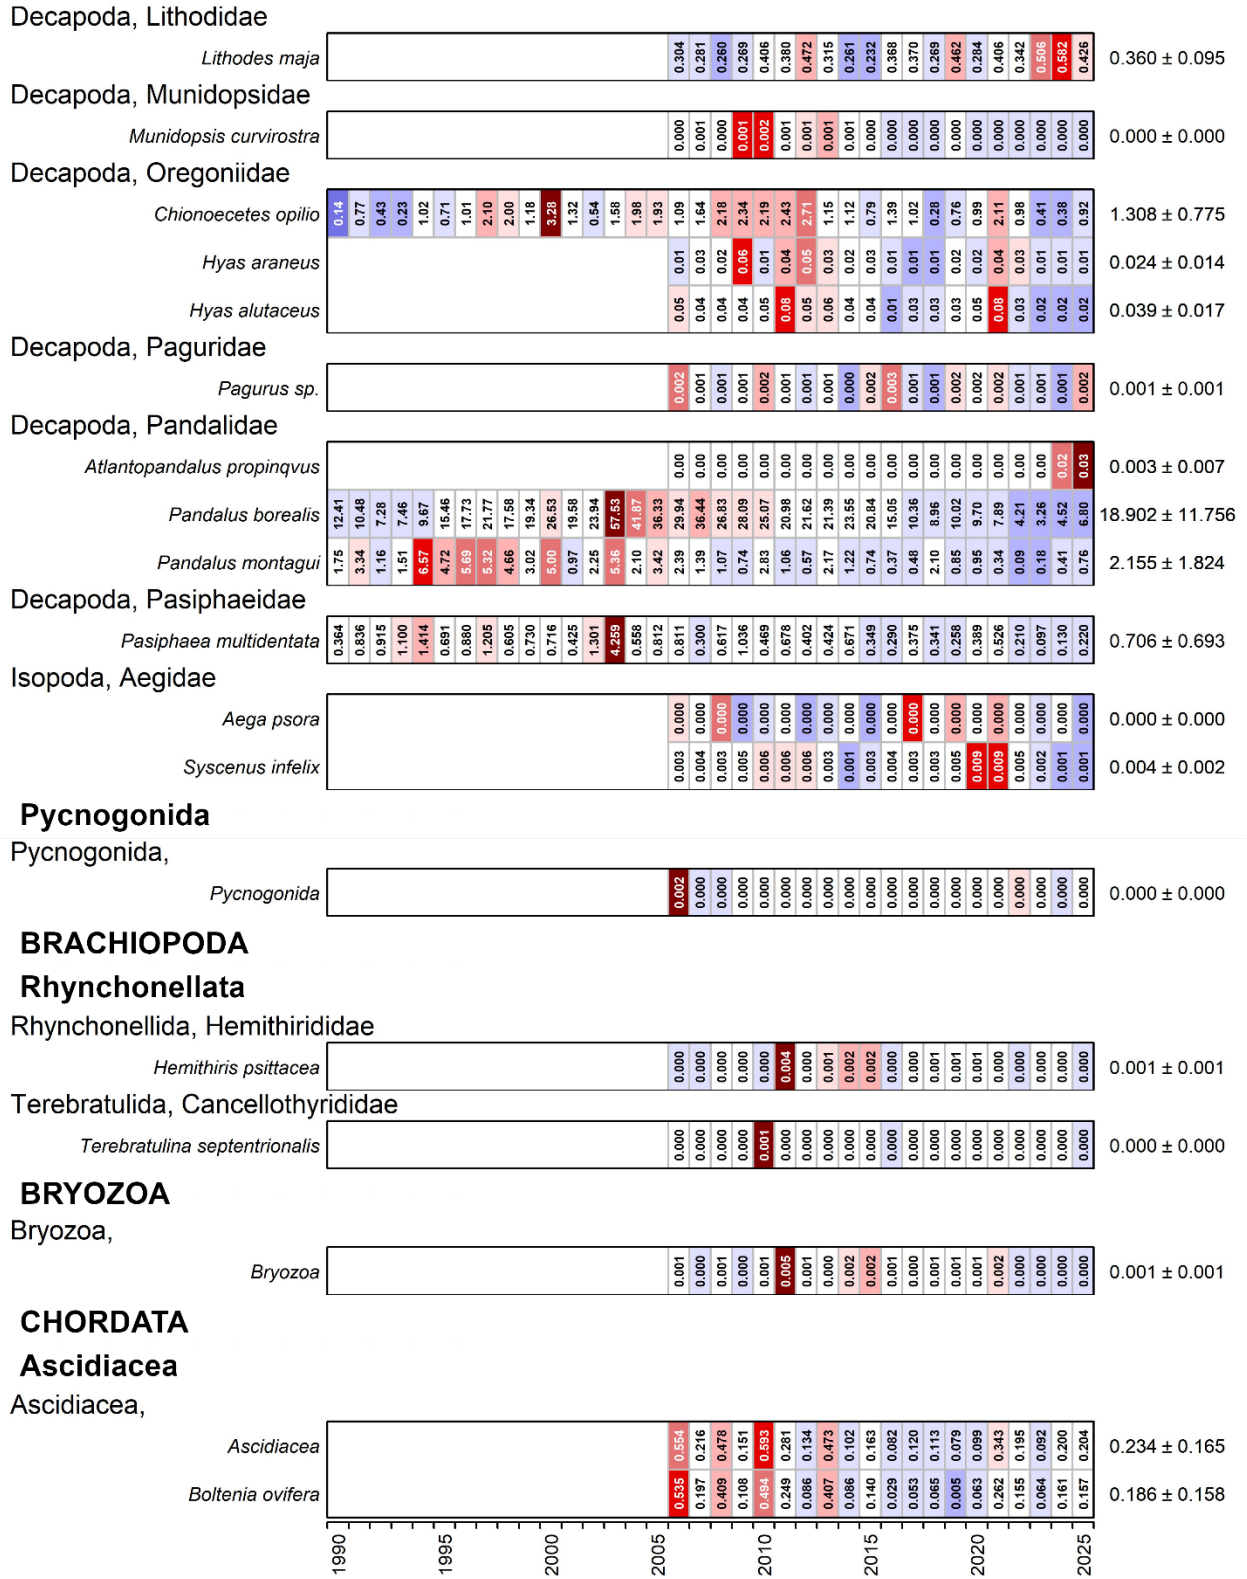 Decapoda, Lithodidae
Lithodes maja 0.304 0.281 0.260 0.269 0.406 0.380 0.472 0.315 0.261 0.232 0.368 0.370 0.269 0.462 0.284 0.406 0.342 0.506 0.582 0.426 0.360 ± 0.095
Decapoda, Munidopsidae
Munidopsis curvirostra 0.000 0.001 0.000 0.001 0.002 0.001 0.001 0.001 0.001 0.000 0.000 0.000 0.000 0.000 0.000 0.000 0.000 0.000 0.000 0.000 0.000 ± 0.000
Decapoda, Oregoniidae
Chionoecetes opilio 0.14 0.77 0.43 0.23 1.02 0.71 1.01 2.10 2.00 1.18 3.28 1.32 0.54 1.58 1.98 1.93 1.09 1.64 2.18 2.34 2.19 2.43 2.71 1.15 1.12 0.79 1.39 1.02 0.28 0.76 0.99 2.11 0.98 0.41 0.38 0.92 1.308 ± 0.775
Hyas araneus 0.01 0.03 0.02 0.06 0.01 0.04 0.05 0.03 0.02 0.03 0.01 0.01 0.01 0.02 0.02 0.04 0.03 0.01 0.01 0.01 0.024 ± 0.014
Hyas alutaceus 0.05 0.04 0.04 0.04 0.05 0.08 0.05 0.06 0.04 0.04 0.01 0.03 0.03 0.03 0.05 0.08 0.03 0.02 0.02 0.02 0.039 ± 0.017
Decapoda, Paguridae
Pagurus sp. 0.002 0.001 0.001 0.001 0.002 0.001 0.001 0.001 0.000 0.002 0.003 0.001 0.001 0.002 0.002 0.002 0.001 0.001 0.001 0.002 0.001 ± 0.001
Decapoda, Pandalidae
Atlantopandalus propinqvus 0.00 0.00 0.00 0.00 0.00 0.00 0.00 0.00 0.00 0.00 0.00 0.00 0.00 0.00 0.00 0.00 0.00 0.00 0.02 0.03 0.003 ± 0.007
Pandalus borealis 12.41 10.48 7.28 7.46 9.67 15.46 17.73 21.77 17.58 19.34 26.53 19.58 23.94 57.53 41.87 36.33 29.94 36.44 26.83 28.09 25.07 20.98 21.62 21.39 23.55 20.84 15.05 10.36 8.96 10.02 9.70 7.89 4.21 3.26 4.52 6.80 18.902 ± 11.756
Pandalus montagui 1.75 3.34 1.16 1.51 6.57 4.72 5.69 5.32 4.66 3.02 5.00 0.97 2.25 5.36 2.10 3.42 2.39 1.39 1.07 0.74 2.83 1.06 0.57 2.17 1.22 0.74 0.37 0.48 2.10 0.85 0.95 0.34 0.09 0.18 0.41 0.76 2.155 ± 1.824
Decapoda, Pasiphaeidae
Pasiphaea multidentata 0.364 0.836 0.915 1.100 1.414 0.691 0.880 1.205 0.605 0.730 0.716 0.425 1.301 4.259 0.558 0.812 0.811 0.300 0.617 1.036 0.469 0.678 0.402 0.424 0.671 0.349 0.290 0.375 0.341 0.258 0.389 0.526 0.210 0.097 0.130 0.220 0.706 ± 0.693
Isopoda, Aegidae
Aega psora 0.000 0.000 0.000 0.000 0.000 0.000 0.000 0.000 0.000 0.000 0.000 0.000 0.000 0.000 0.000 0.000 0.000 0.000 0.000 0.000 0.000 ± 0.000
Syscenus infelix 0.003 0.004 0.003 0.005 0.006 0.006 0.006 0.003 0.001 0.003 0.004 0.003 0.003 0.005 0.009 0.009 0.005 0.002 0.001 0.001 0.004 ± 0.002
Pycnogonida
Pycnogonida,
Pycnogonida 0.002 0.000 0.000 0.000 0.000 0.000 0.000 0.000 0.000 0.000 0.000 0.000 0.000 0.000 0.000 0.000 0.000 0.000 0.000 0.000 0.000 ± 0.000
BRACHIOPODA
Rhynchonellata
Rhynchonellida, Hemithirididae
Hemithiris psittacea 0.000 0.000 0.000 0.000 0.000 0.004 0.000 0.001 0.002 0.002 0.000 0.000 0.001 0.001 0.001 0.000 0.000 0.000 0.000 0.000 0.001 ± 0.001
Terebratulida, Cancellothyrididae
Terebratulina septentrionalis 0.000 0.000 0.000 0.000 0.001 0.000 0.000 0.000 0.000 0.000 0.000 0.000 0.000 0.000 0.000 0.000 0.000 0.000 0.000 0.000 0.000 ± 0.000
BRYOZOA
Bryozoa,
Bryozoa 0.001 0.000 0.001 0.000 0.001 0.005 0.001 0.000 0.002 0.002 0.001 0.000 0.001 0.001 0.001 0.002 0.000 0.000 0.000 0.000 0.001 ± 0.001
CHORDATA
Ascidiacea
Ascidiacea,
Ascidiacea 0.554 0.216 0.478 0.151 0.593 0.281 0.134 0.473 0.102 0.163 0.082 0.120 0.113 0.079 0.099 0.343 0.195 0.092 0.200 0.204 0.234 ± 0.165
Boltenia ovifera 0.535 0.197 0.409 0.108 0.494 0.249 0.086 0.407 0.086 0.140 0.029 0.053 0.065 0.005 0.063 0.262 0.155 0.064 0.161 0.157 0.186 ± 0.158
1990 1995 2000 2005 2010 2015 2020 2025